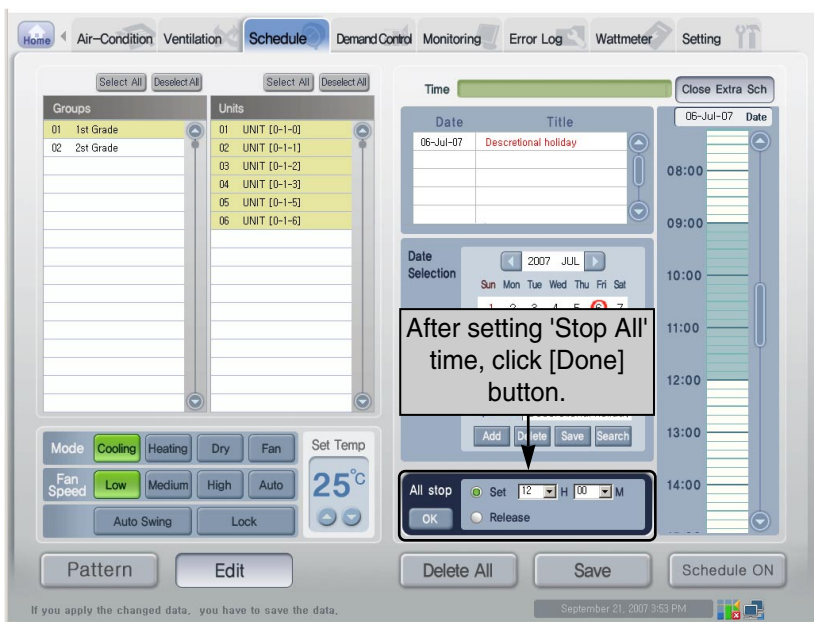 Home Air-Condition Ventilation Schedule Demand Control Monitoring Error Log Wattmeter Setting
Select All Deselect All Select All Deselect All
Groups Units
01 1st Grade
02 2st Grade
01 UNIT [0-1-0]
02 UNIT [0-1-1]
03 UNIT [0-1-2]
04 UNIT [0-1-3]
05 UNIT [0-1-5]
06 UNIT [0-1-6]
Mode Cooling Heating Dry Fan
Fan Speed Low Medium High Auto
Auto Swing Lock
Set Temp
25°C
Time
Close Extra Sch
Date Title
06-Jul-07 Descretional holiday
Date Selection
2007 JUL
Sun Mon Tue Wed Thu Fri Sat
1 2 3 4 5 6 7
After setting 'Stop All'
time, click [Done]
button.
Add Delete Save Search
All stop Set 12 H 00 M
OK Release
06-Jul-07 Date
08:00
09:00
10:00
11:00
12:00
13:00
14:00
Pattern Edit Delete All Save Schedule ON
If you apply the changed data, you have to save the data.
September 21, 2007 3:53 PM